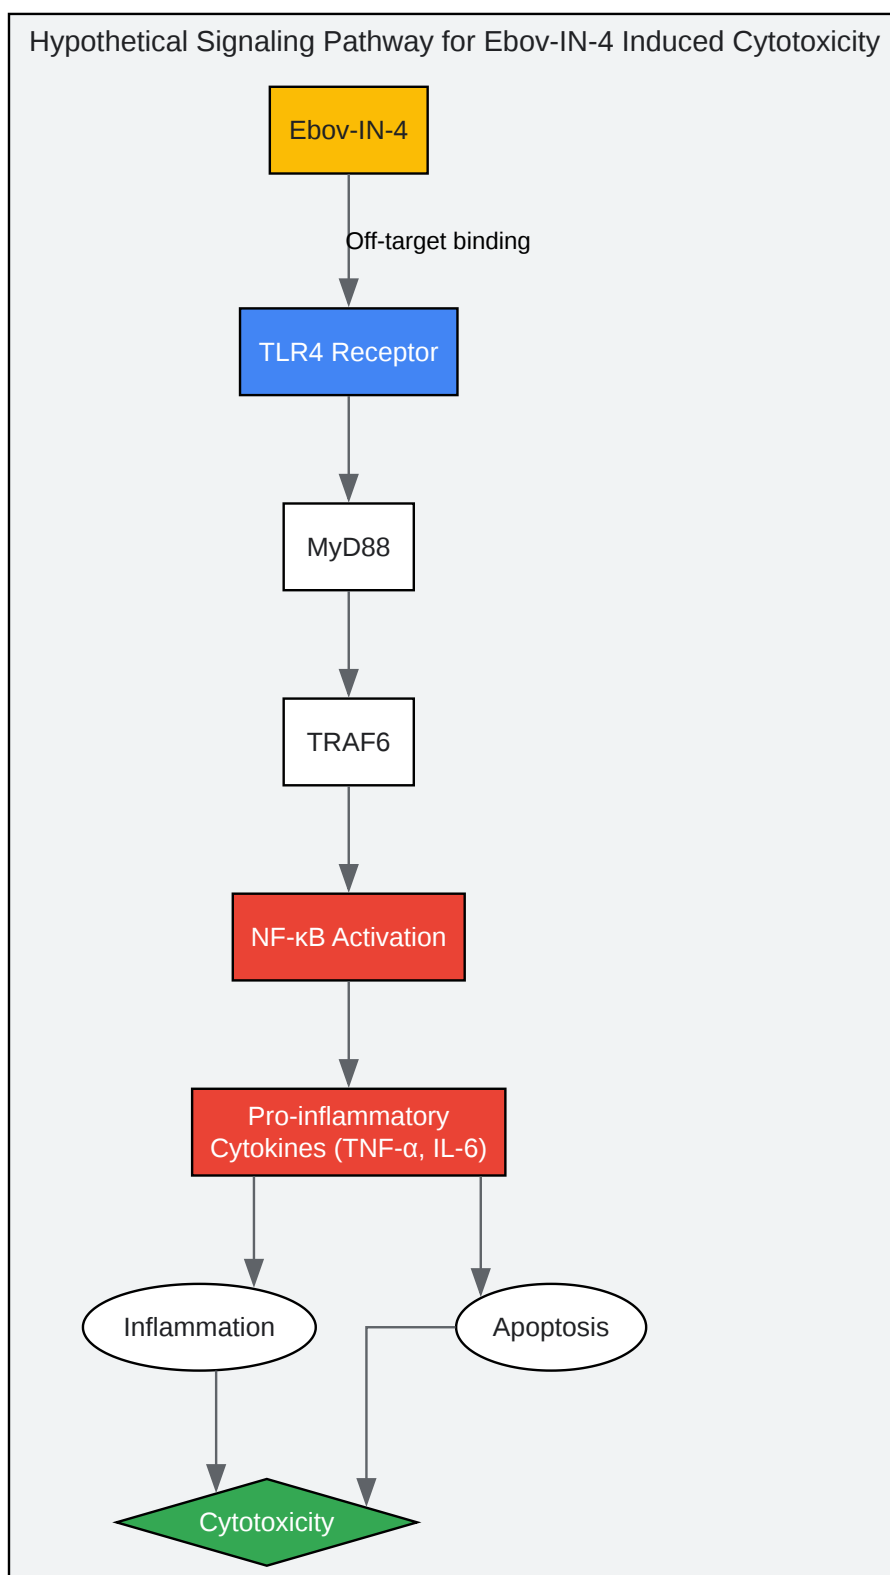 Hypothetical Signaling Pathway for Ebov-IN-4 Induced Cytotoxicity
Ebov-IN-4
Off-target binding
TLR4 Receptor
MyD88
TRAF6
NF-κB Activation
Pro-inflammatory
Cytokines (TNF-α, IL-6)
Inflammation
Apoptosis
Cytotoxicity